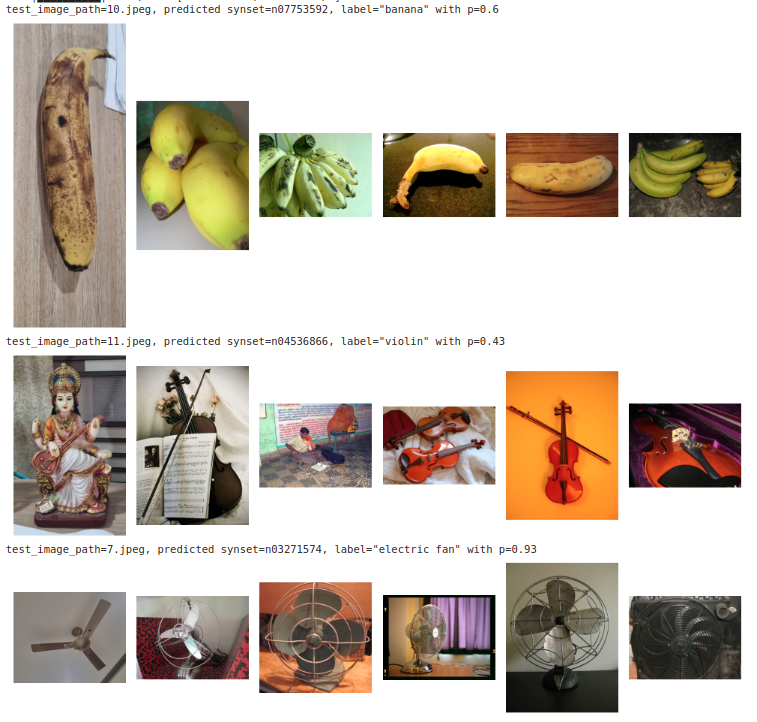 test_image_path=10.jpeg, predicted synset=n07753592, label="banana" with p=0.6
test_image_path=11.jpeg, predicted synset=n04536866, label="violin" with p=0.43
test_image_path=7.jpeg, predicted synset=n03271574, label="electric fan" with p=0.93